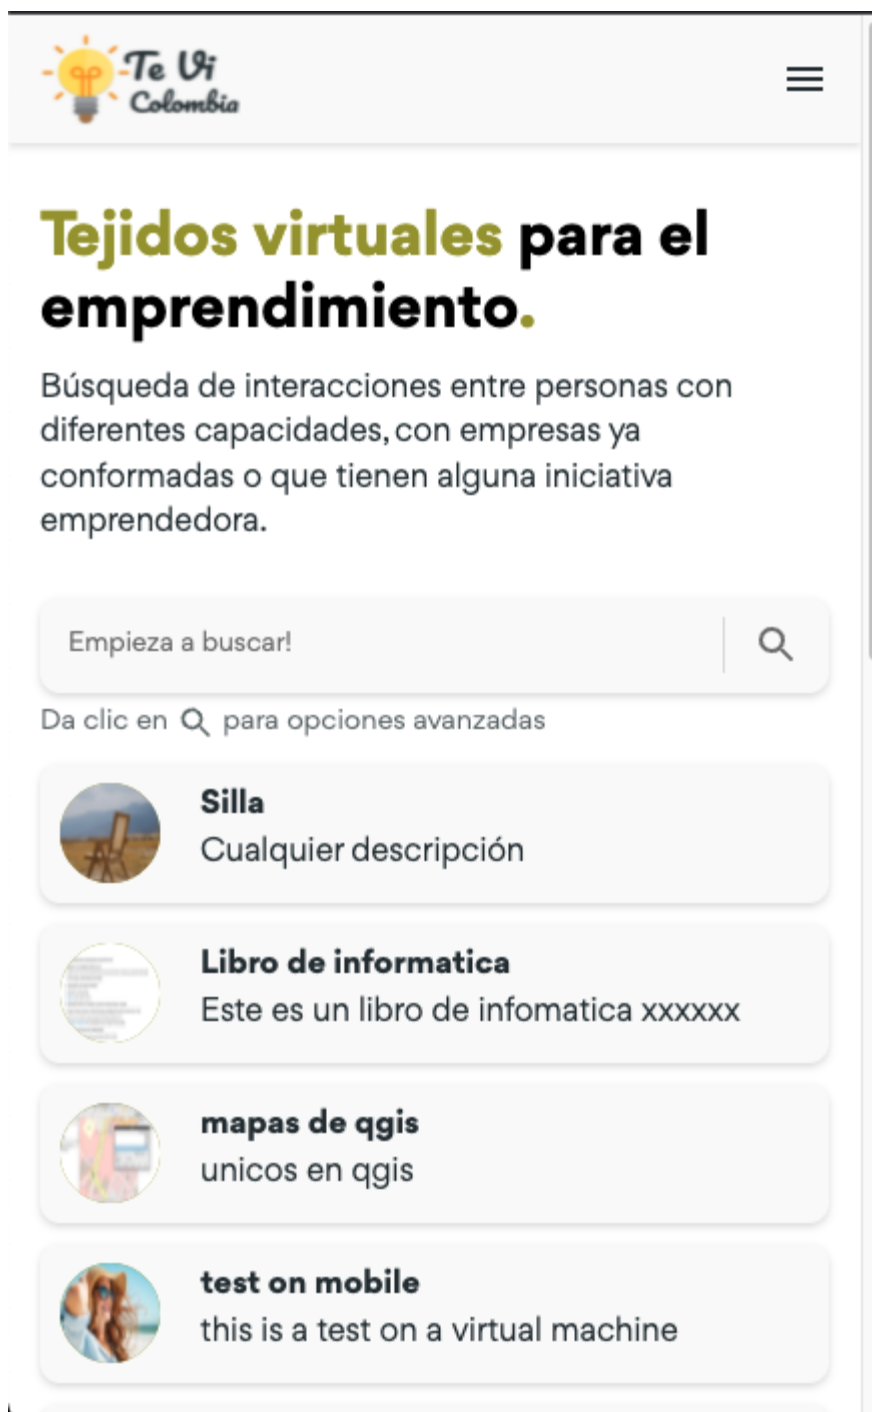 Te Vi
Colombia
Tejidos virtuales para el
emprendimiento.
Búsqueda de interacciones entre personas con
diferentes capacidades, con empresas ya
conformadas o que tienen alguna iniciativa
emprendedora.
Empieza a buscar!
Da clic en para opciones avanzadas
Silla
Cualquier descripción
Libro de informatica
Este es un libro de infomatica xxxxxx
mapas de qgis
unicos en qgis
test on mobile
this is a test on a virtual machine